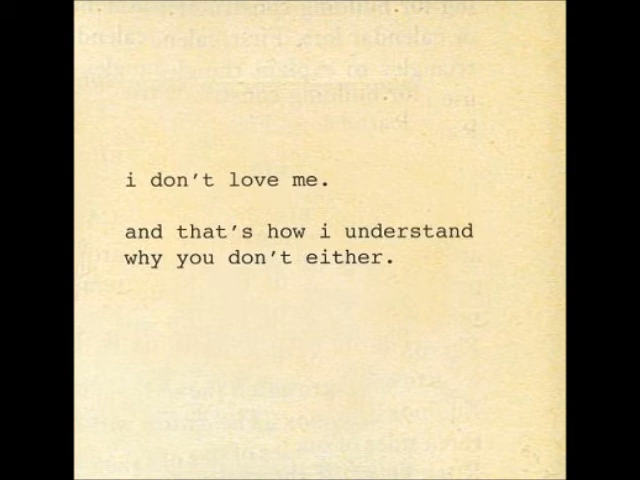 i don't love me.
and that's how i understand
why you don't either.